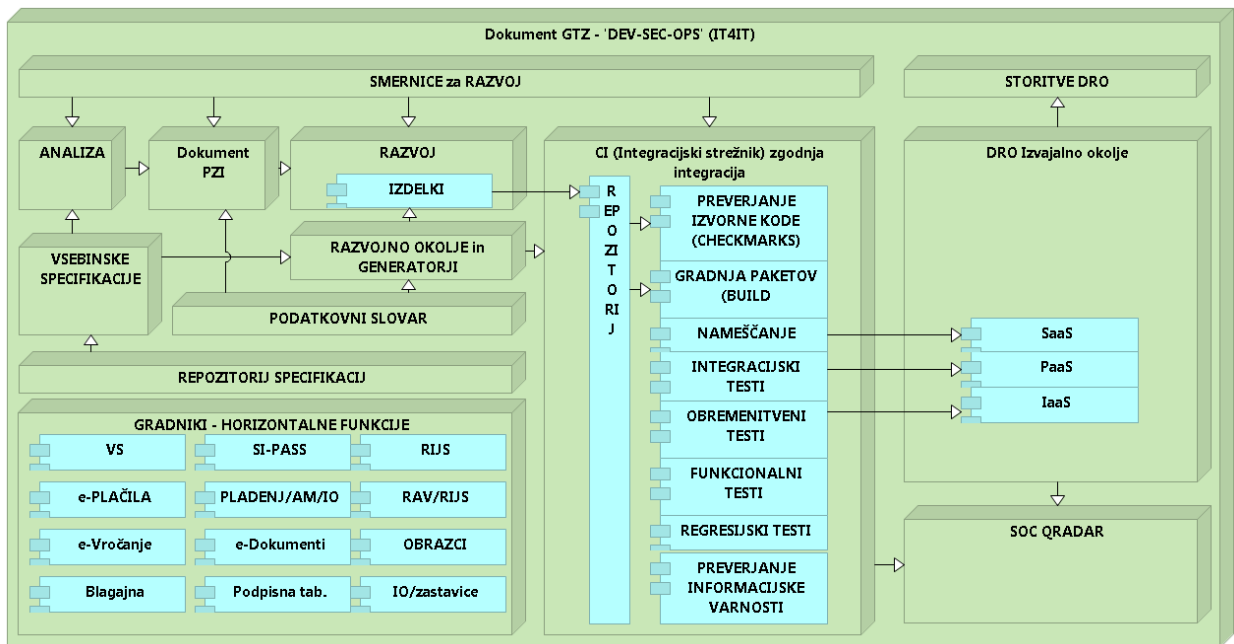 Dokument GTZ - 'DEV-SEC-OPS' (IT4IT)
SMERNICE za RAZVOJ
STORITVE DRO
ANALIZA
Dokument
PZI
RAZVOJ
IZDELKI
CI (Integracijski strežnik) zgodnja
integracija
DRO Izvajalno okolje
R
EP
O
ZI
T
O
RIJ
PREVERJANJE
IZVORNE KODE
(CHECKMARKS)
VSEBINSKE
SPECIFIKACIJE
RAZVOJNO OKOLJE in
GENERATORJI
GRADNJA PAKETOV
(BUILD
PODATKOVNI SLOVAR
NAMEŠČANJE
SaaS
REPOZITORIJ SPECIFIKACIJ
INTEGRACIJSKI
TESTI
PaaS
IaaS
GRADNIKI - HORIZONTALNE FUNKCIJE
OBREMENITVENI
TESTI
VS
SI-PASS
RIJS
FUNKCIONALNI
TESTI
e-PLAČILA
PLADENJ/AM/IO
RAV/RIJS
REGRESIJSKI TESTI
SOC QRADAR
e-Vročanje
e-Dokumenti
OBRAZCI
PREVERJANJE
INFORMACIJSKE
VARNOSTI
Blagajna
Podpisna tab.
IO/zastavice